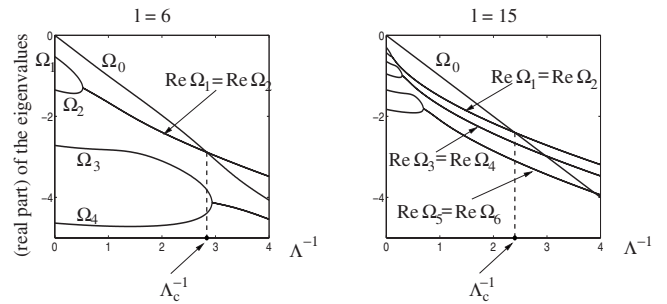 l = 6
(real part) of the eigenvalues
0
−2
−4
Ω₀
Ω₁
Ω₂
Re Ω₁=Re Ω₂
Ω₃
Ω₄
0 1 2 3 4
Λ⁻¹
Λc⁻¹
l = 15
0
−2
−4
Ω₀
Re Ω₁=Re Ω₂
Re Ω₃=Re Ω₄
Re Ω₅=Re Ω₆
0 1 2 3 4
Λ⁻¹
Λc⁻¹